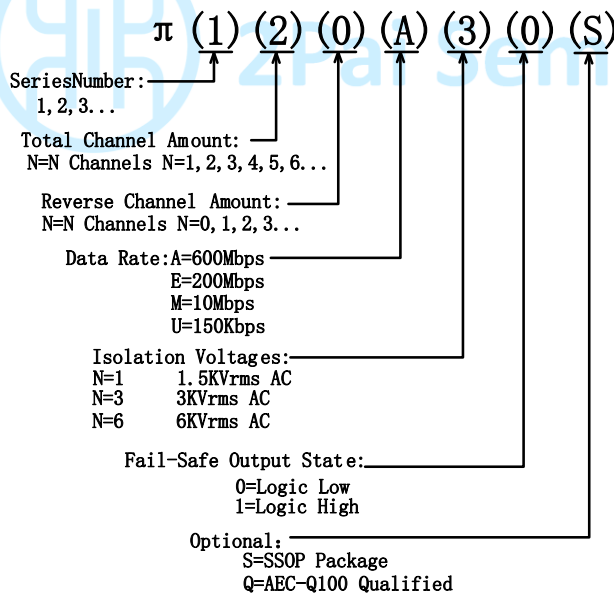 π(1)(2)(0)(A)(3)(0)(S)
2Pai Semi
SeriesNumber:
1,2,3...
Total Channel Amount:
N=N Channels N=1,2,3,4,5,6...
Reverse Channel Amount:
N=N Channels N=0,1,2,3...
Data Rate:A=600Mbps
E=200Mbps
M=10Mbps
U=150Kbps
Isolation Voltages:
N=1 1.5KVrms AC
N=3 3KVrms AC
N=6 6KVrms AC
Fail-Safe Output State:
0=Logic Low
1=Logic High
Optional:
S=SSOP Package
Q=AEC-Q100 Qualified